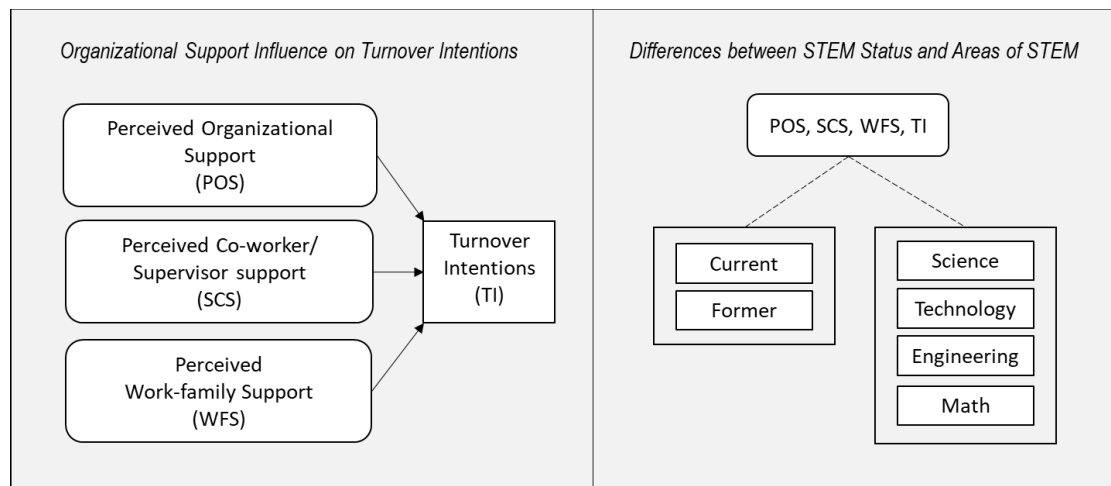 Organizational Support Influence on Turnover Intentions
Perceived Organizational
Support
(POS)
Perceived Co-worker/
Supervisor support
(SCS)
Perceived
Work-family Support
(WFS)
Turnover
Intentions
(TI)
Differences between STEM Status and Areas of STEM
POS, SCS, WFS, TI
Current
Former
Science
Technology
Engineering
Math